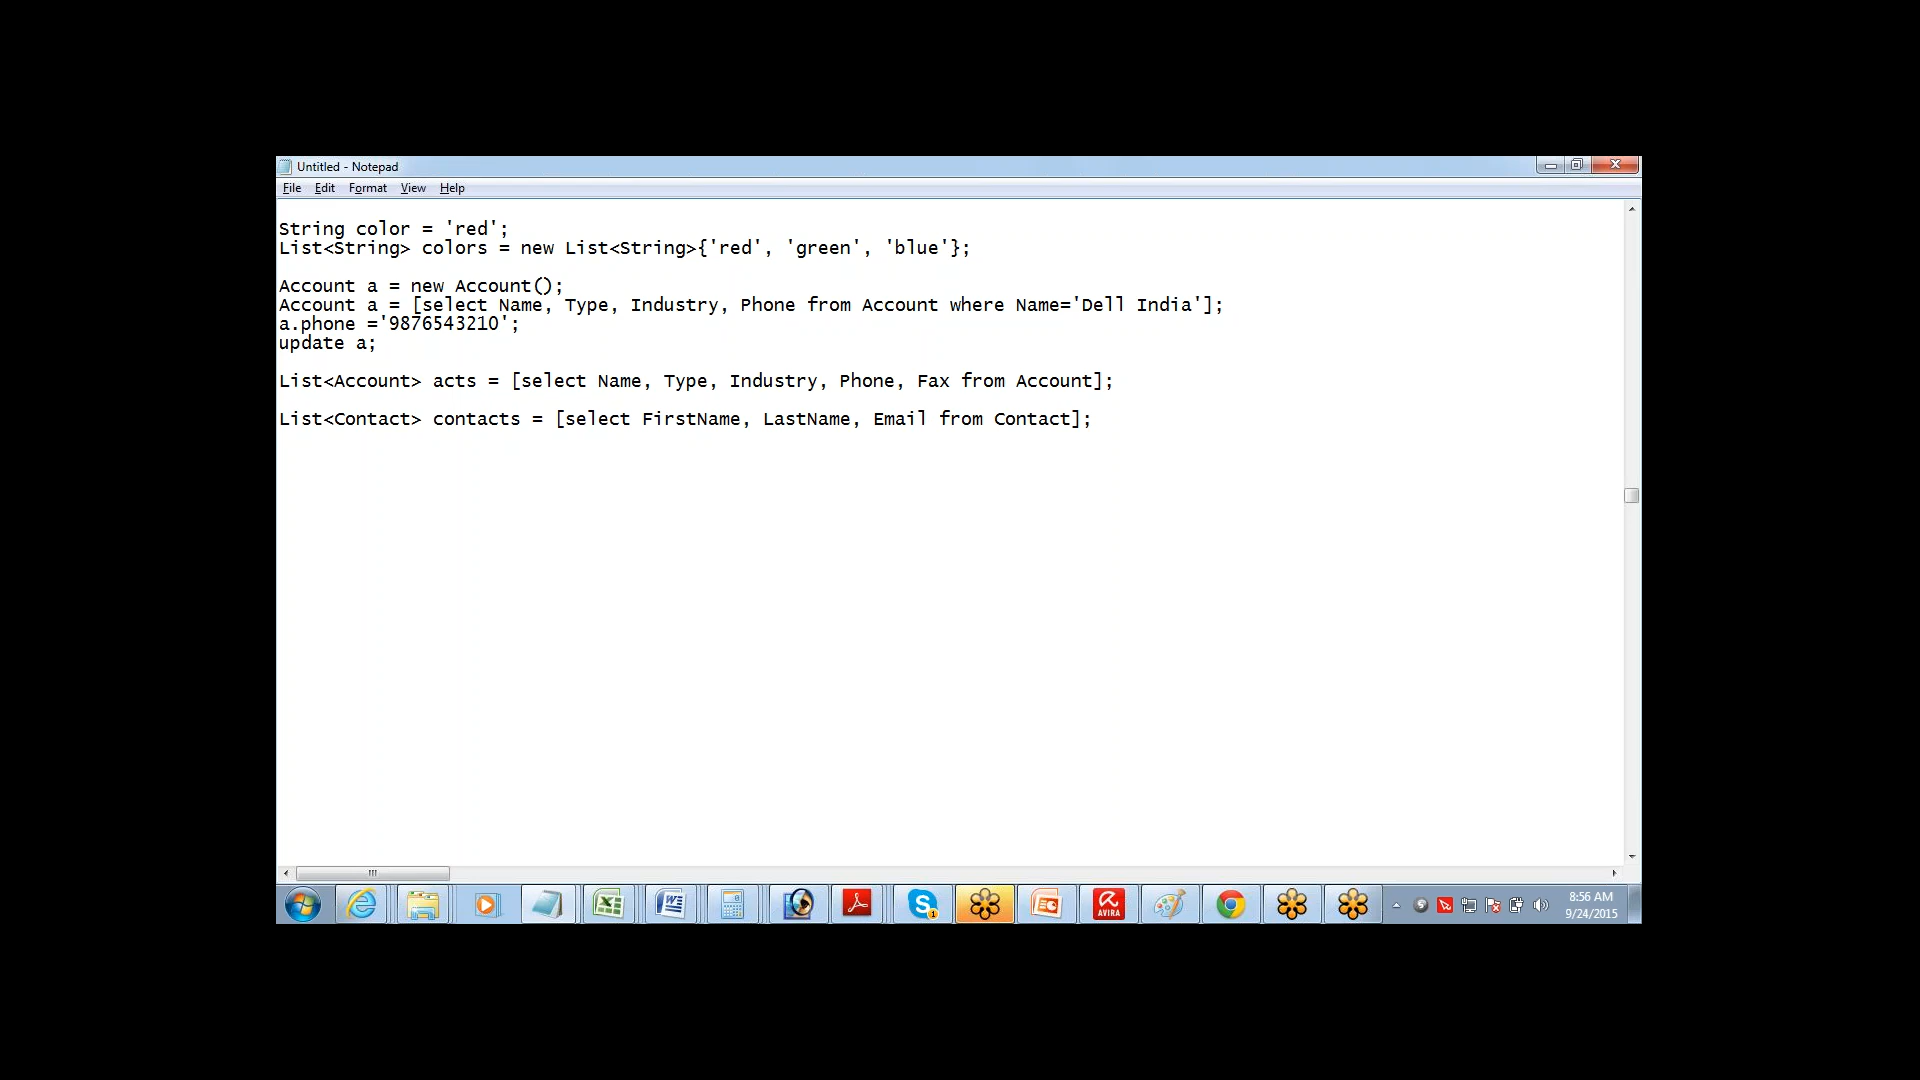 Untitled - Notepad
File Edit Format View Help
String color = 'red';
List<String> colors = new List<String>{'red', 'green', 'blue'};
Account a = new Account();
Account a = [select Name, Type, Industry, Phone from Account where Name='Dell India'];
a.phone ='9876543210';
update a;
List<Account> acts = [select Name, Type, Industry, Phone, Fax from Account];
List<Contact> contacts = [select FirstName, LastName, Email from Contact];
AVIRA
8:56 AM
9/24/2015